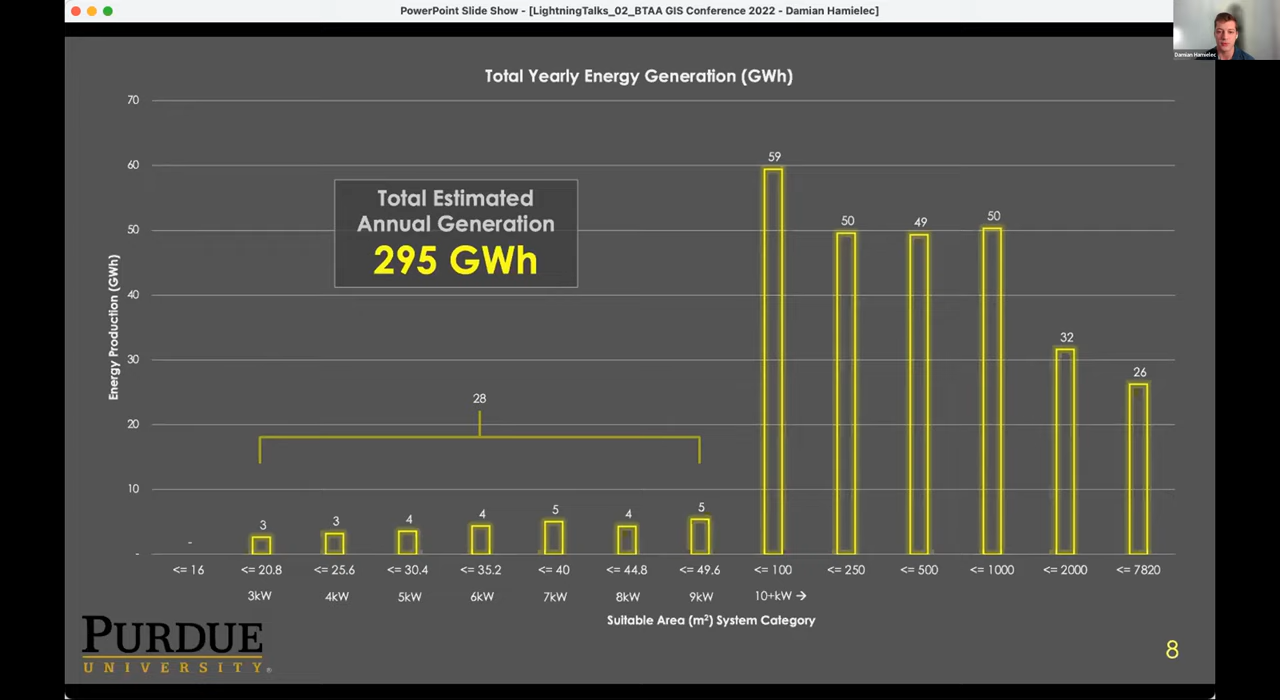 PowerPoint Slide Show - [LightningTalks_02_BTAA GIS Conference 2022 - Damian Hamielec]
Damian Hamielec
Total Yearly Energy Generation (GWh)
Total Estimated
Annual Generation
295 GWh
Energy Production (GWh)
70
60
50
40
30
20
10
-
-
3
3
4
4
5
4
5
28
59
50
49
50
32
26
<= 16
<= 20.8
<= 25.6
<= 30.4
<= 35.2
<= 40
<= 44.8
<= 49.6
<= 100
<= 250
<= 500
<= 1000
<= 2000
<= 7820
3kW
4kW
5kW
6kW
7kW
8kW
9kW
10+kW →
Suitable Area (m²) System Category
PURDUE
UNIVERSITY®
8